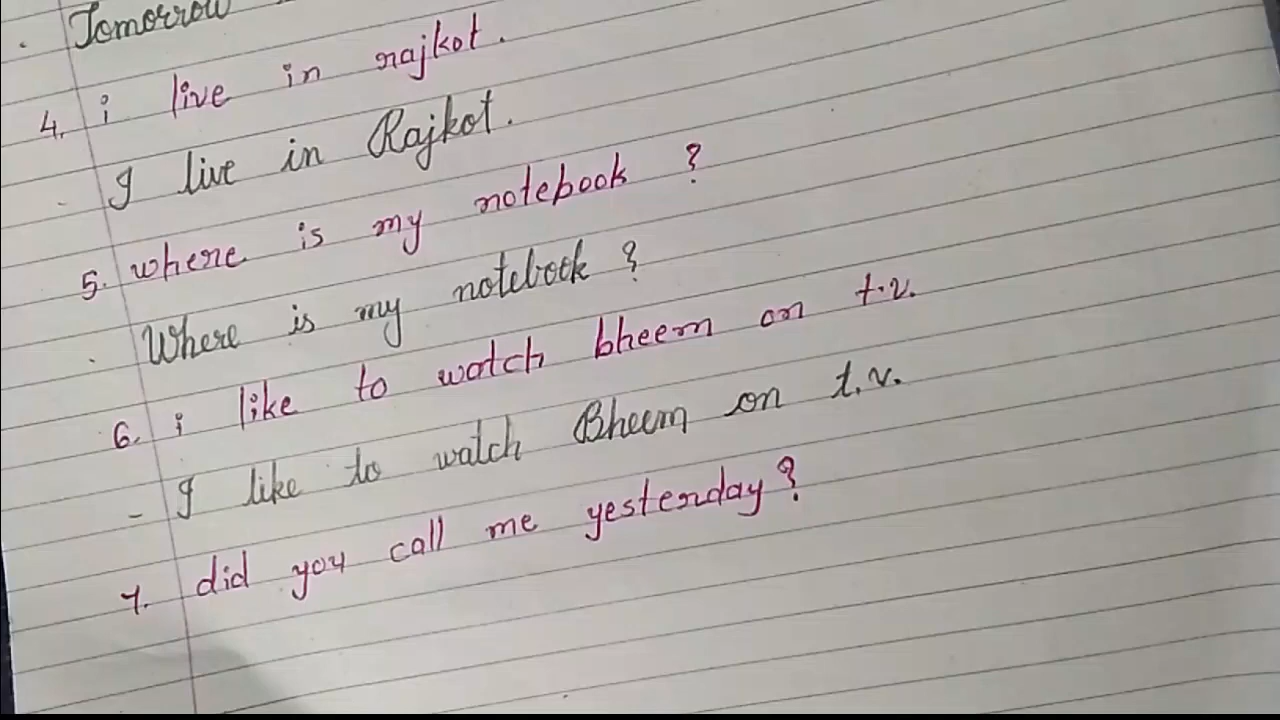 Tomorrow
4. i live in rajkot.
I live in Rajkot.
5. where is my notebook ?
Where is my notebook ?
6. i like to watch bheem on t.v.
- I like to watch Bheem on t.v.
7. did you call me yesterday ?